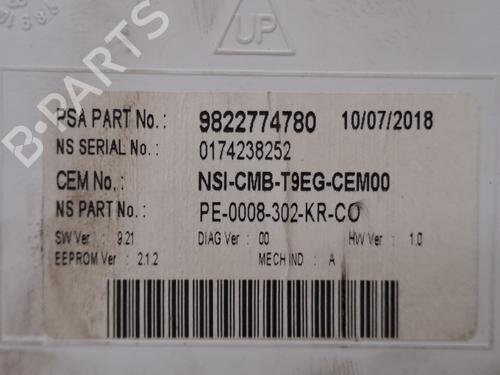 UP
PSA PART No. : 9822774780 10/07/2018
NS SERIAL No. : 0174238252
CEM No. : NSI-CMB-T9EG-CEM00
NS PART No. : PE-0008-302-KR-CO
SW Ver : 9.21 DIAG Ver : 00 HW Ver : 1.0
EEPROM Ver : 2.1.2 MECH IND : A
B-PARTS